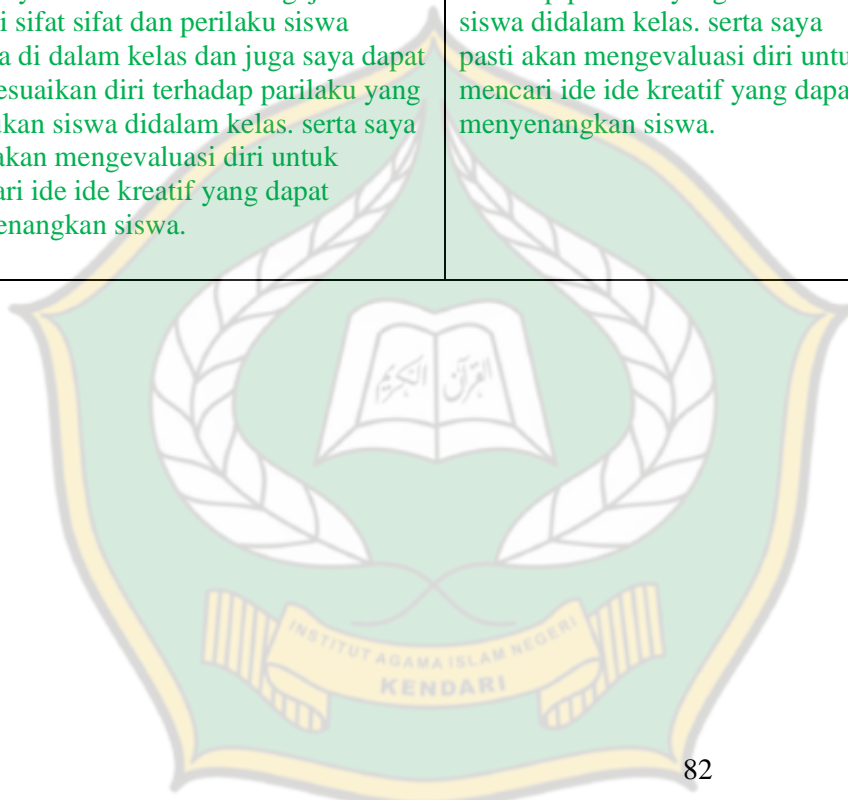 i sifat sifat dan perilaku siswa
a di dalam kelas dan juga saya dapat
esuaikan diri terhadap parilaku yang
kan siswa didalam kelas. serta saya
akan mengevaluasi diri untuk
ari ide ide kreatif yang dapat
enangkan siswa.
siswa didalam kelas. serta saya
pasti akan mengevaluasi diri untu
mencari ide ide kreatif yang dapa
menyenangkan siswa.
القرآن الكريم
INSTITUT AGAMA ISLAM NEGERI
KENDARI
82